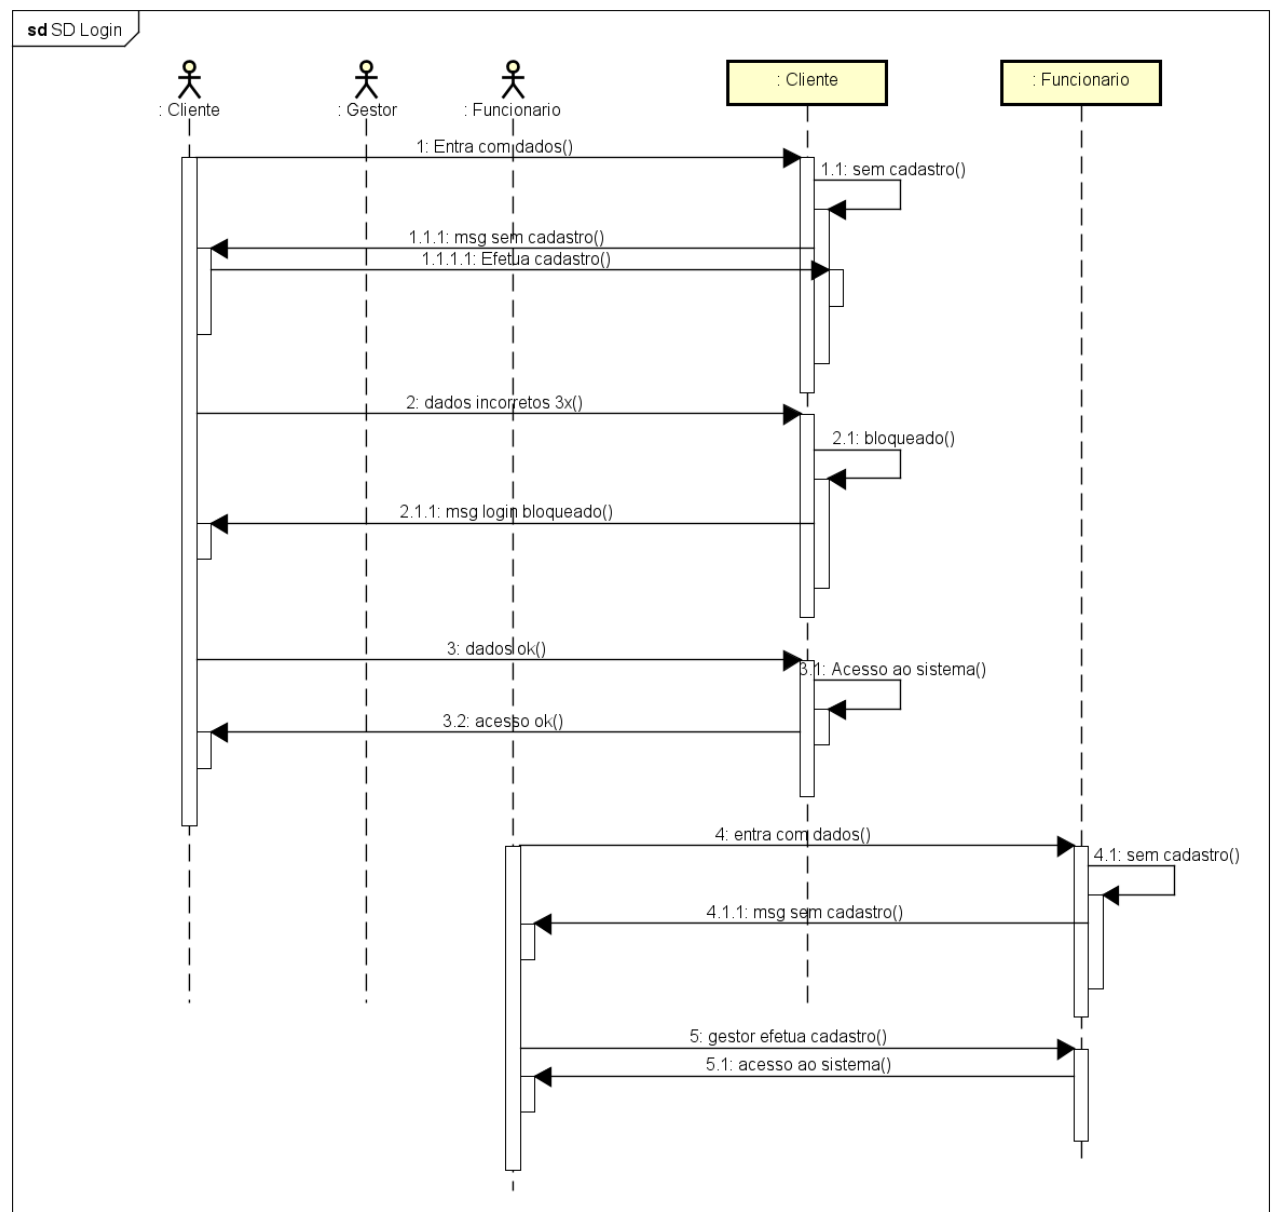 sd SD Login
: Cliente
: Gestor
: Funcionario
: Cliente
: Funcionario
1: Entra com dados()
1.1: sem cadastro()
1.1.1: msg sem cadastro()
1.1.1.1: Efetua cadastro()
2: dados incorretos 3x()
2.1: bloqueado()
2.1.1: msg login bloqueado()
3: dados ok()
3.1: Acesso ao sistema()
3.2: acesso ok()
4: entra com dados()
4.1: sem cadastro()
4.1.1: msg sem cadastro()
5: gestor efetua cadastro()
5.1: acesso ao sistema()